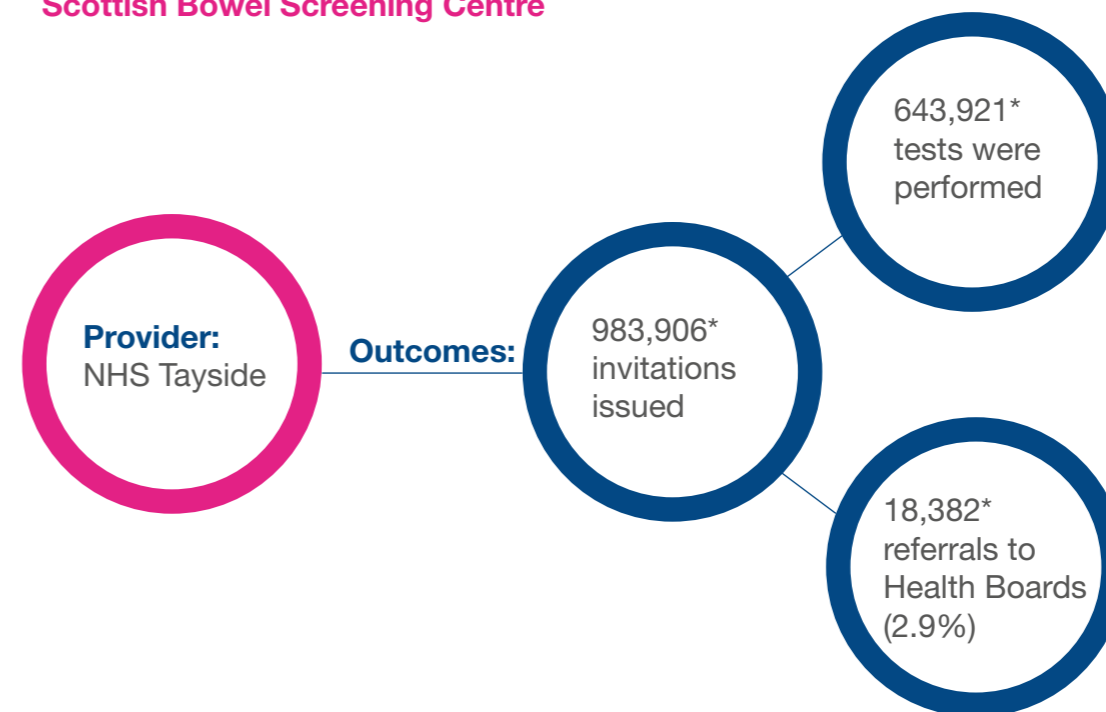 Scottish Bowel Screening Centre
643,921*
tests were
performed
Provider:
NHS Tayside
Outcomes:
983,906*
invitations
issued
18,382*
referrals to
Health Boards
(2.9%)